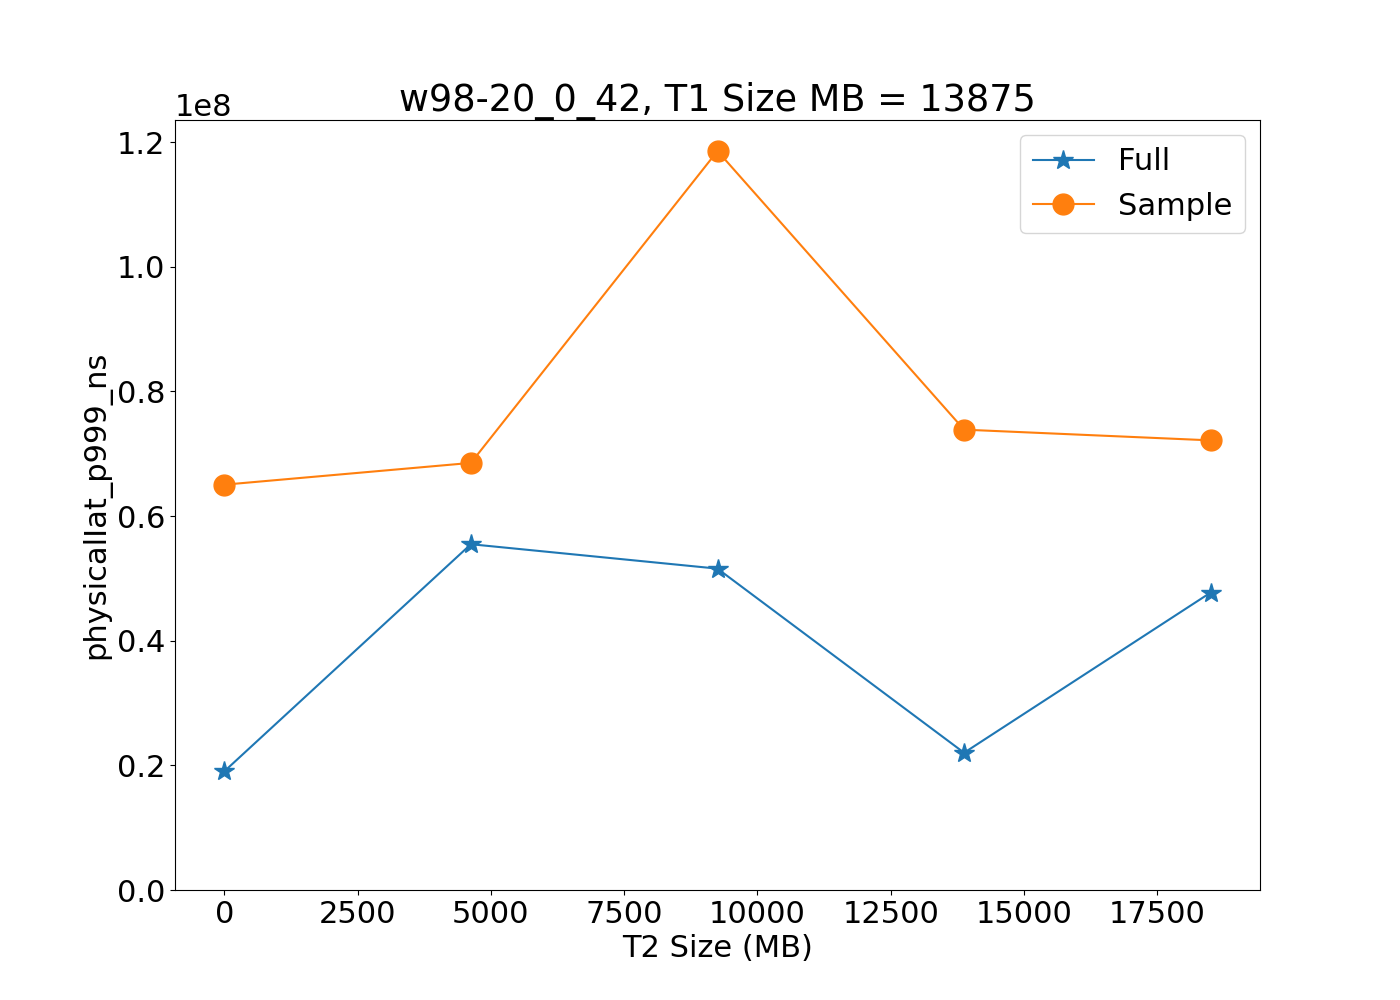 w98-20_0_42, T1 Size MB = 13875
1e8
Full
Sample
1.2
1.0
0.8
0.6
0.4
0.2
0.0
physicallat_p999_ns
0 2500 5000 7500 10000 12500 15000 17500
T2 Size (MB)